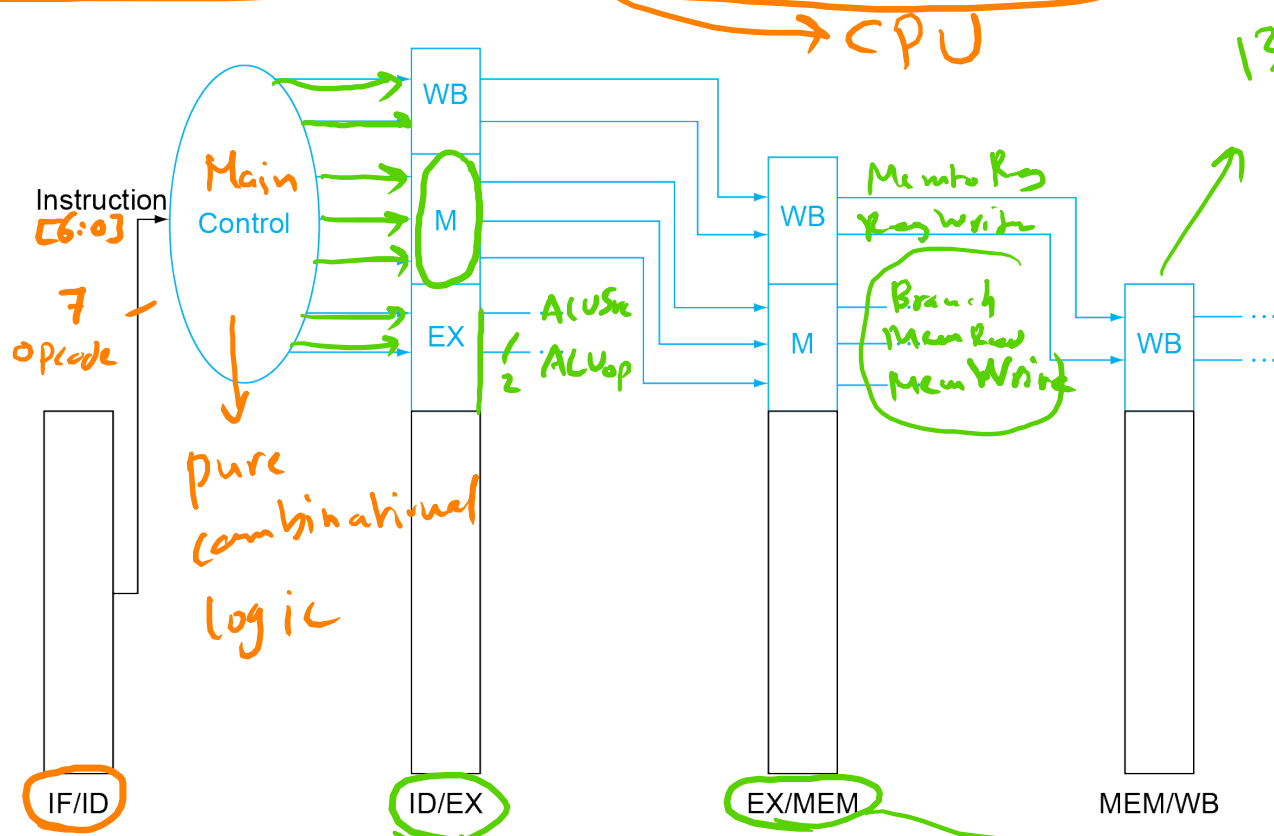 CPU
13
WB
Main
Control
Instruction
[6:0]
7
opcode
M
EX
ALUSrc
2
ALUop
WB
MemtoReg
RegWrite
M
Branch
MemRead
MemWrite
WB
pure
combinational
logic
IF/ID
ID/EX
EX/MEM
MEM/WB